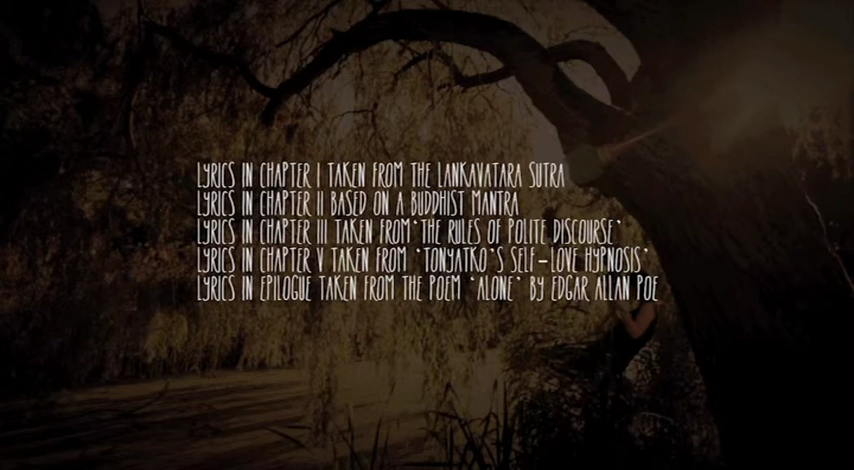 LYRICS IN CHAPTER I TAKEN FROM THE LANKAVATARA SUTRA
LYRICS IN CHAPTER II BASED ON A BUDDHIST MANTRA
LYRICS IN CHAPTER III TAKEN FROM 'THE RULES OF POLITE DISCOURSE'
LYRICS IN CHAPTER V TAKEN FROM 'TONYATKO'S SELF-LOVE HYPNOSIS'
LYRICS IN EPILOGUE TAKEN FROM THE POEM 'ALONE' BY EDGAR ALLAN POE